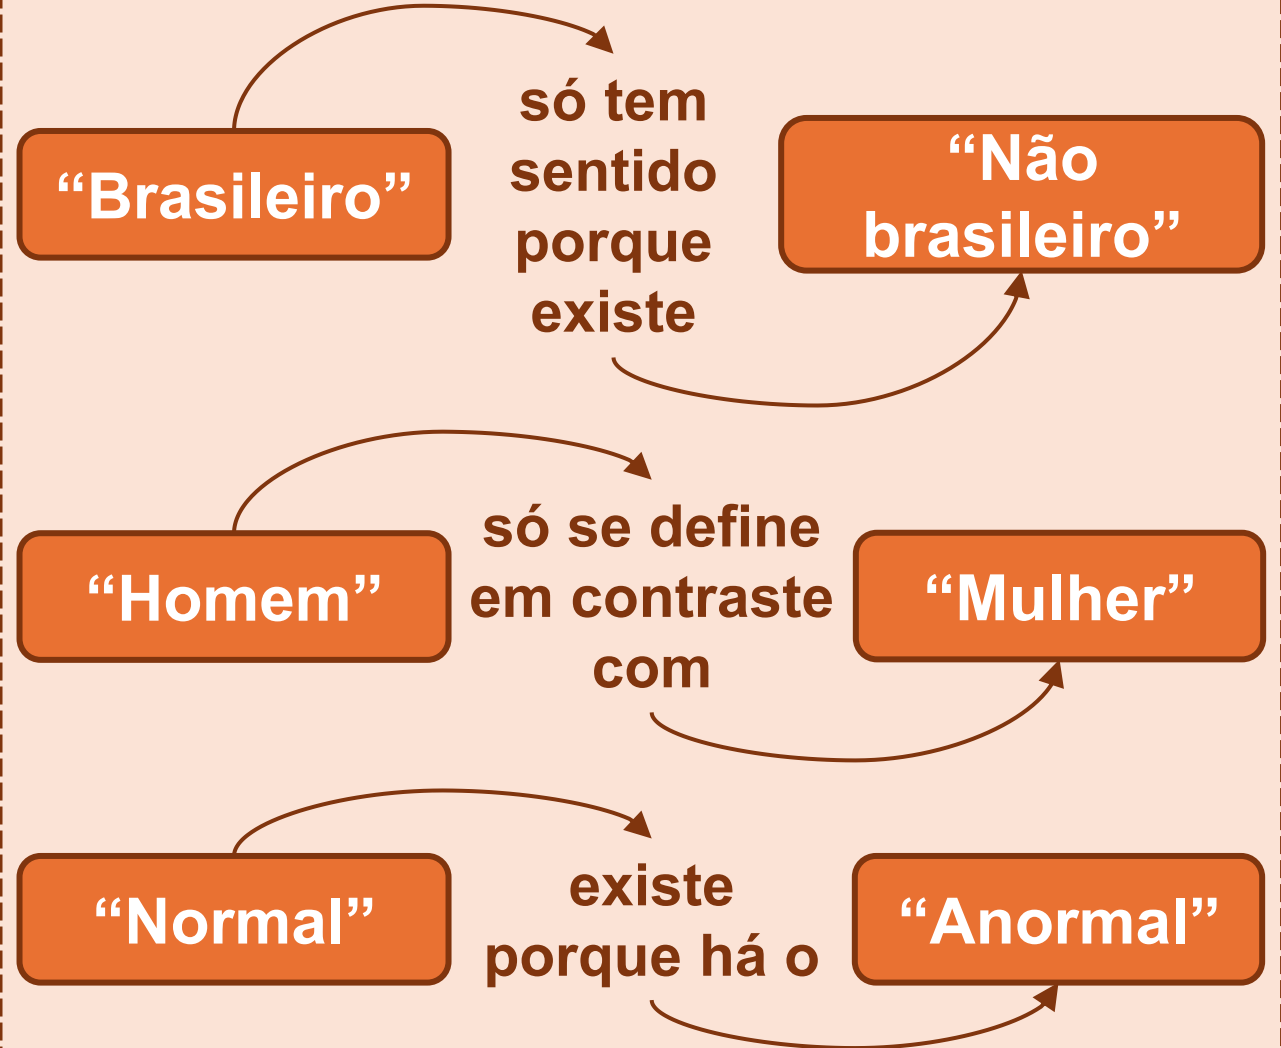 “Brasileiro”
só tem
sentido
porque
existe
“Não
brasileiro”
“Homem”
só se define
em contraste
com
“Mulher”
“Normal”
existe
porque há o
“Anormal”